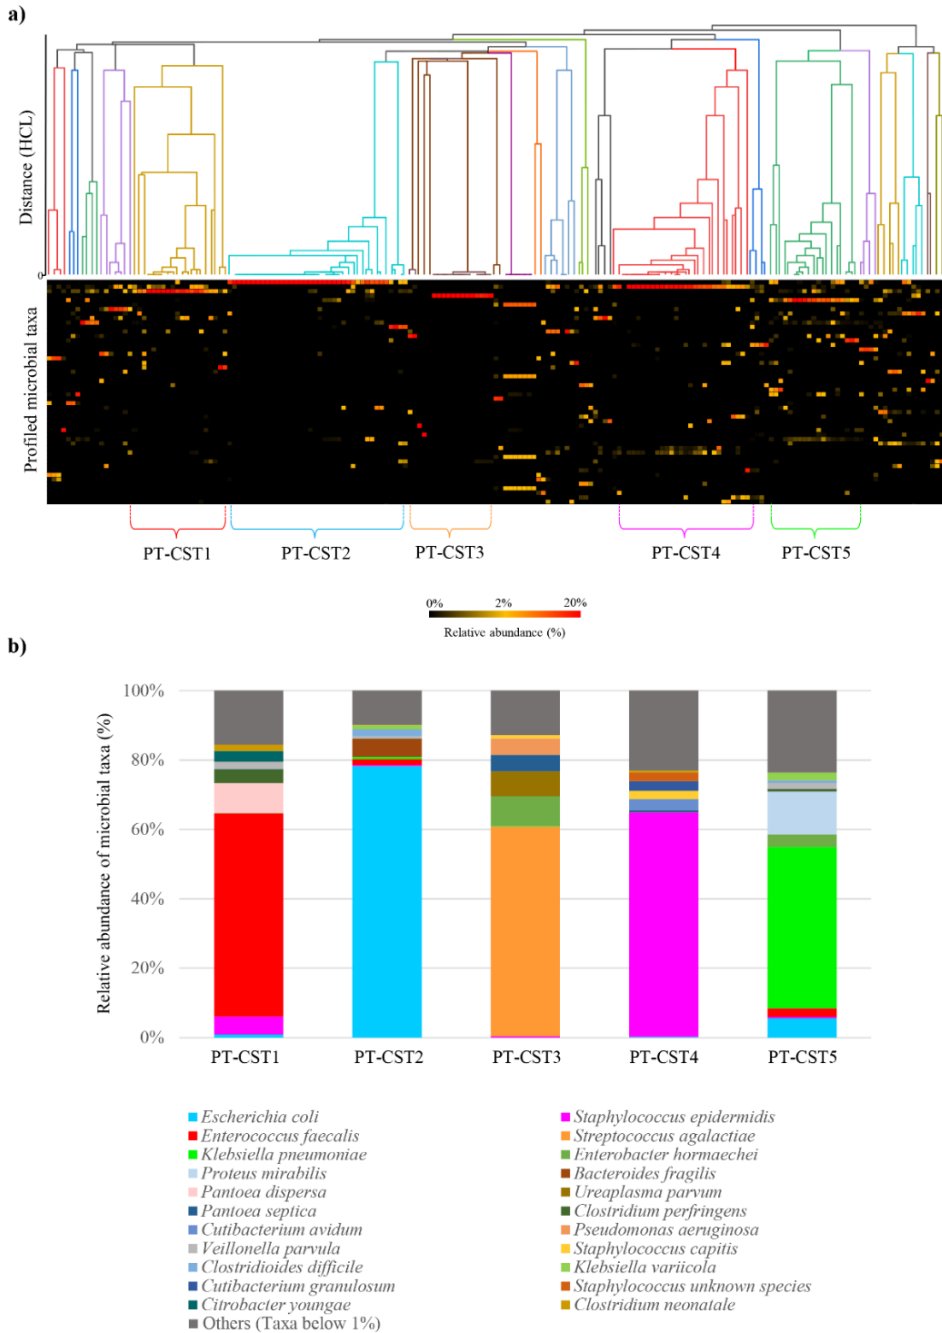 a)
Distance (HCL)
0
Profiled microbial taxa
PT-CST1 PT-CST2 PT-CST3 PT-CST4 PT-CST5
0% 2% 20%
Relative abundance (%)
b)
Relative abundance of microbial taxa (%)
100%
80%
60%
40%
20%
0%
PT-CST1 PT-CST2 PT-CST3 PT-CST4 PT-CST5
Escherichia coli
Enterococcus faecalis
Klebsiella pneumoniae
Proteus mirabilis
Pantoea dispersa
Pantoea septica
Cutibacterium avidum
Veillonella parvula
Clostridioides difficile
Cutibacterium granulosum
Citrobacter youngae
Others (Taxa below 1%)
Staphylococcus epidermidis
Streptococcus agalactiae
Enterobacter hormaechei
Bacteroides fragilis
Ureaplasma parvum
Clostridium perfringens
Pseudomonas aeruginosa
Staphylococcus capitis
Klebsiella variicola
Staphylococcus unknown species
Clostridium neonatale